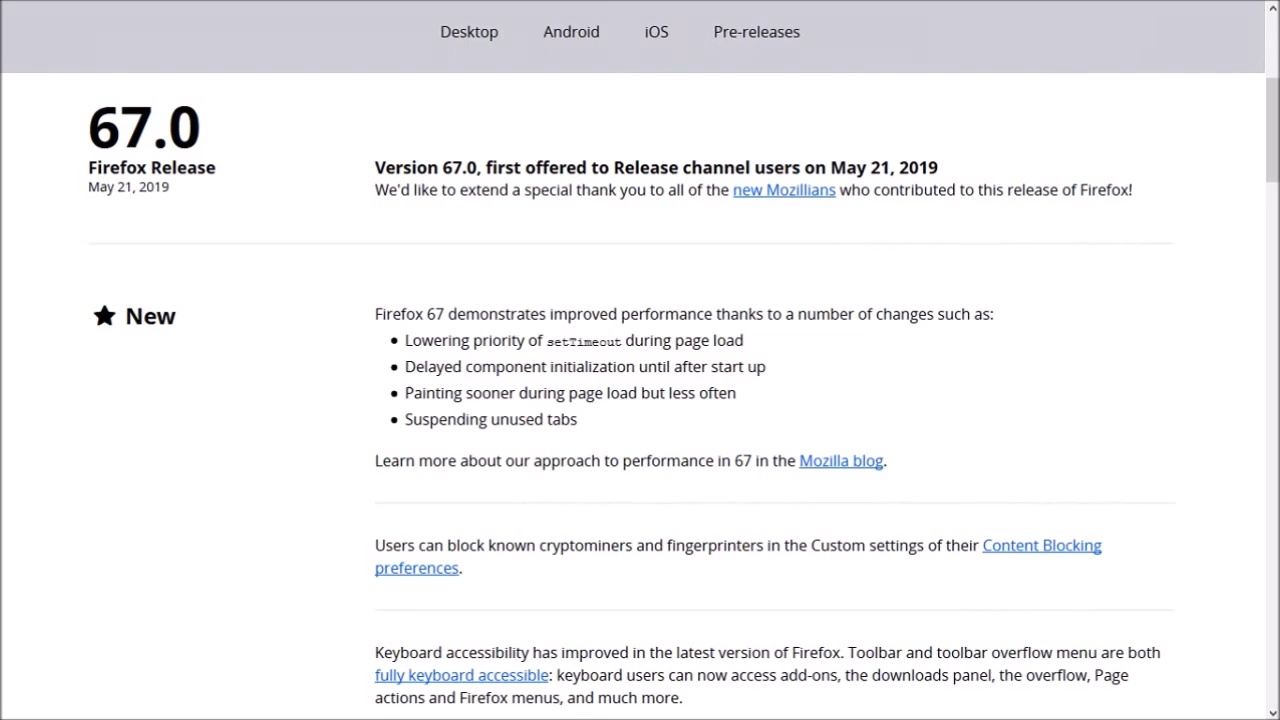 Desktop Android iOS Pre-releases
67.0
Firefox Release
May 21, 2019
Version 67.0, first offered to Release channel users on May 21, 2019
We'd like to extend a special thank you to all of the new Mozillians who contributed to this release of Firefox!
New
Firefox 67 demonstrates improved performance thanks to a number of changes such as:
• Lowering priority of setTimeout during page load
• Delayed component initialization until after start up
• Painting sooner during page load but less often
• Suspending unused tabs
Learn more about our approach to performance in 67 in the Mozilla blog.
Users can block known cryptominers and fingerprinters in the Custom settings of their Content Blocking
preferences.
Keyboard accessibility has improved in the latest version of Firefox. Toolbar and toolbar overflow menu are both
fully keyboard accessible: keyboard users can now access add-ons, the downloads panel, the overflow, Page
actions and Firefox menus, and much more.